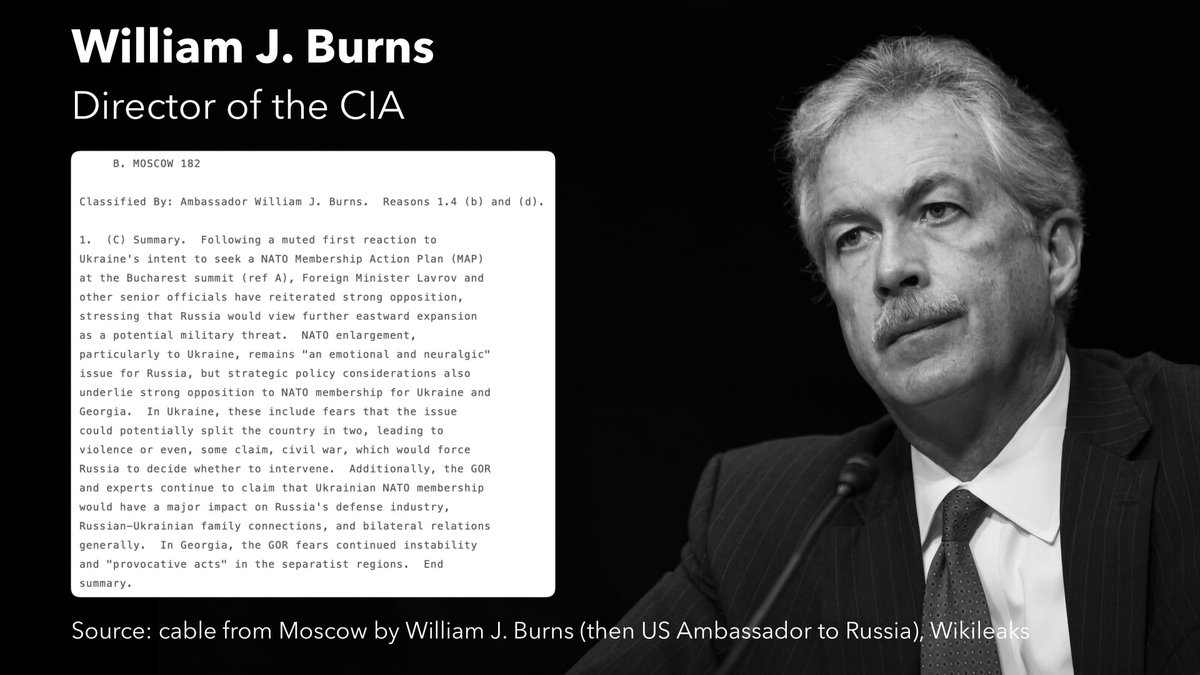 William J. Burns
Director of the CIA
B. MOSCOW 182
Classified By: Ambassador William J. Burns. Reasons 1.4 (b) and (d).
1. (C) Summary. Following a muted first reaction to
Ukraine's intent to seek a NATO Membership Action Plan (MAP)
at the Bucharest summit (ref A), Foreign Minister Lavrov and
other senior officials have reiterated strong opposition,
stressing that Russia would view further eastward expansion
as a potential military threat. NATO enlargement,
particularly to Ukraine, remains "an emotional and neuralgic"
issue for Russia, but strategic policy considerations also
underlie strong opposition to NATO membership for Ukraine and
Georgia. In Ukraine, these include fears that the issue
could potentially split the country in two, leading to
violence or even, some claim, civil war, which would force
Russia to decide whether to intervene. Additionally, the GOR
and experts continue to claim that Ukrainian NATO membership
would have a major impact on Russia's defense industry,
Russian-Ukrainian family connections, and bilateral relations
generally. In Georgia, the GOR fears continued instability
and "provocative acts" in the separatist regions. End
summary.
Source: cable from Moscow by William J. Burns (then US Ambassador to Russia), Wikileaks